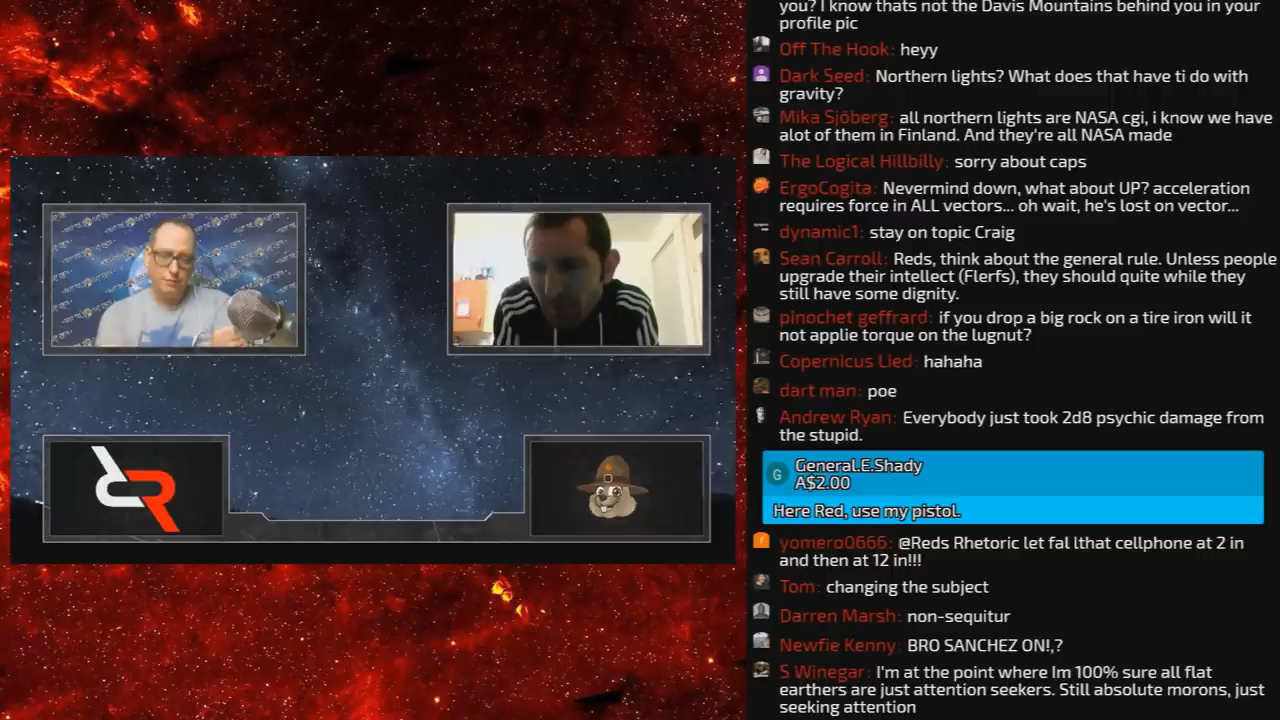 you? I know thats not the Davis Mountains behind you in your
profile pic
Off The Hook: heyy
Dark Seed: Northern lights? What does that have ti do with
gravity?
Mika Sjöberg: all northern lights are NASA cgi, i know we have
alot of them in Finland. And they're all NASA made
The Logical Hillbilly: sorry about caps
ErgoCogita: Nevermind down, what about UP? acceleration
requires force in ALL vectors... oh wait, he's lost on vector...
dynamic1: stay on topic Craig
Sean Carroll: Reds, think about the general rule. Unless people
upgrade their intellect (Flerfs), they should quite while they
still have some dignity.
pinochet geffrard: if you drop a big rock on a tire iron will it
not applie torque on the lugnut?
Copernicus Lied: hahaha
dart man: poe
Andrew Ryan: Everybody just took 2d8 psychic damage from
the stupid.
G
General.E.Shady
A$2.00
Here Red, use my pistol.
yomero0666: @Reds Rhetoric let fal lthat cellphone at 2 in
and then at 12 in!!!
Tom: changing the subject
Darren Marsh: non-sequitur
Newfie Kenny: BRO SANCHEZ ON!,?
S Winegar: I'm at the point where Im 100% sure all flat
earthers are just attention seekers. Still absolute morons, just
seeking attention